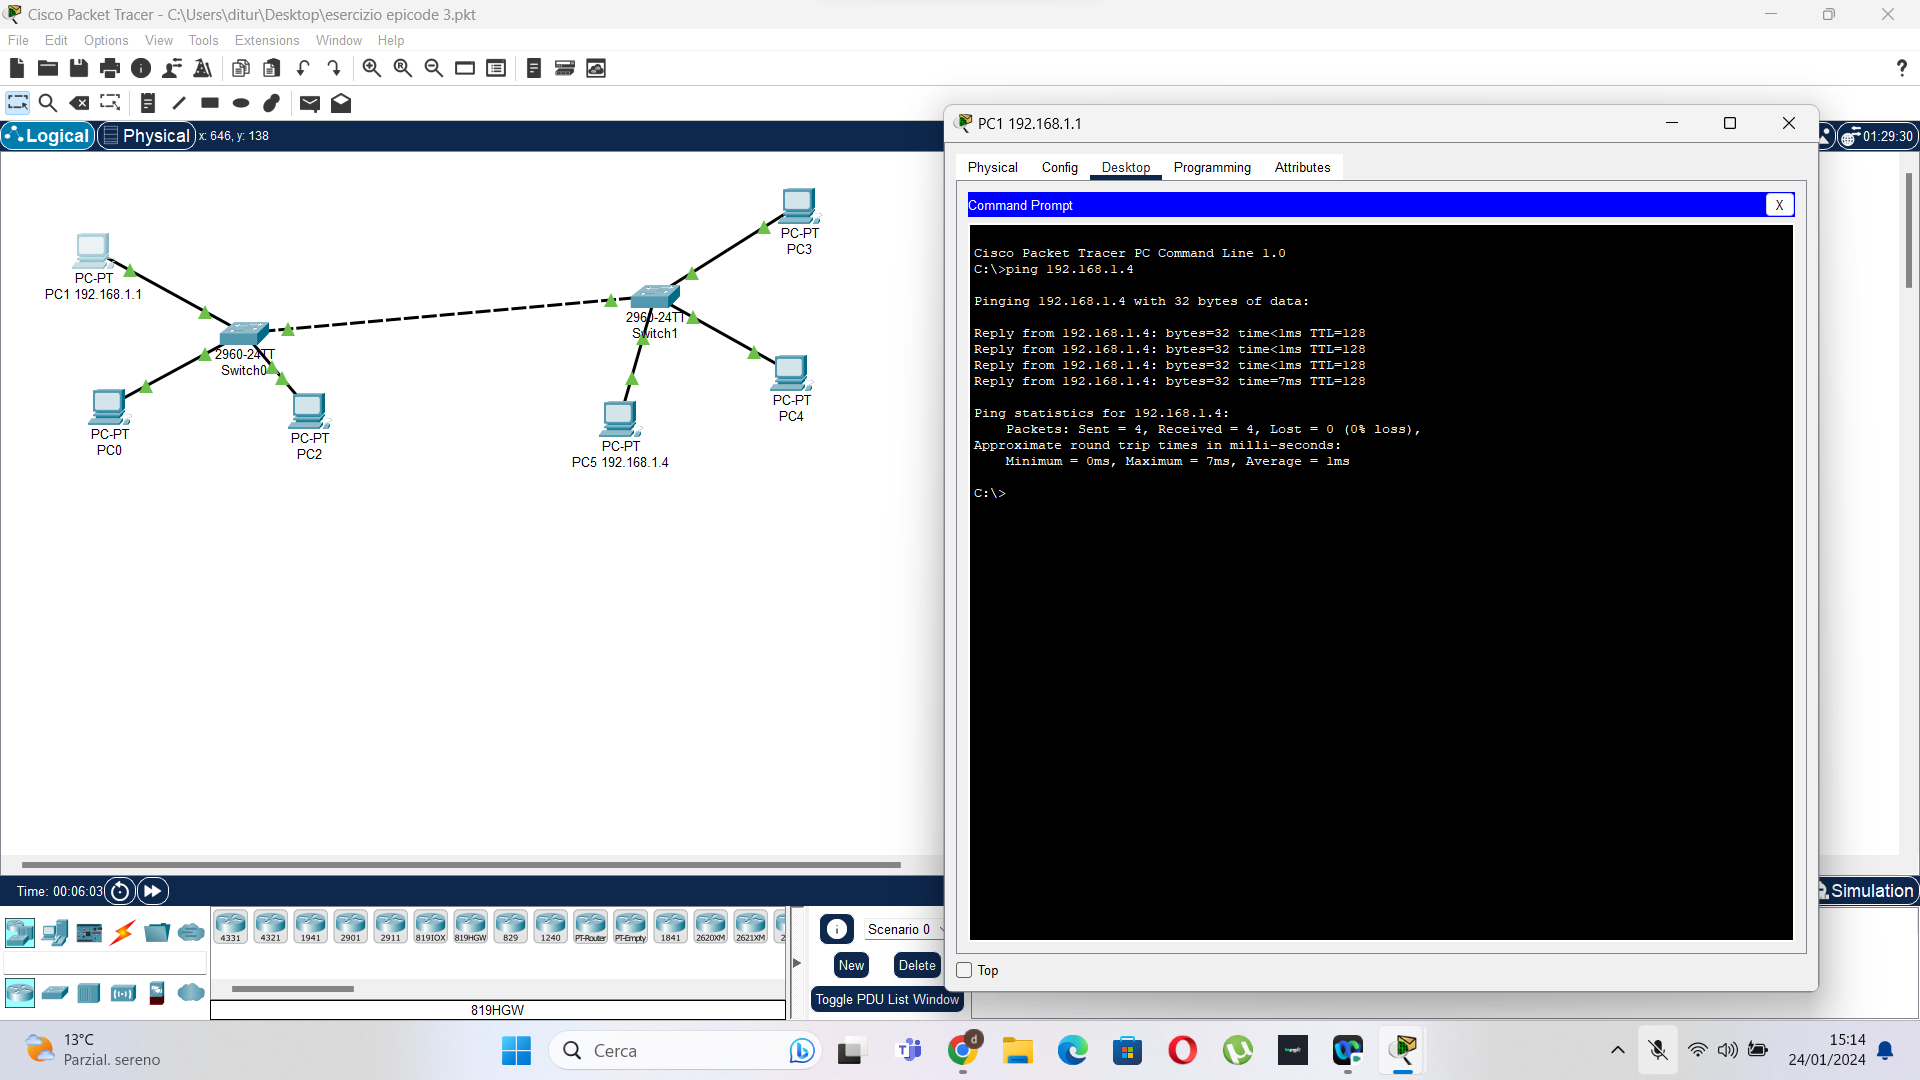 Cisco Packet Tracer - C:\Users\ditur\Desktop\esercizio epicode 3.pkt
File Edit Options View Tools Extensions Window Help
?
Logical Physical x: 646, y: 138
01:29:30
PC-PT
PC1 192.168.1.1
PC-PT
PC3
2960-24TT
Switch1
2960-24TT
Switch0
PC-PT
PC4
PC-PT
PC0
PC-PT
PC2
PC-PT
PC5 192.168.1.4
PC1 192.168.1.1
Physical Config Desktop Programming Attributes
Command Prompt
X
Cisco Packet Tracer PC Command Line 1.0
C:\>ping 192.168.1.4
Pinging 192.168.1.4 with 32 bytes of data:
Reply from 192.168.1.4: bytes=32 time<1ms TTL=128
Reply from 192.168.1.4: bytes=32 time<1ms TTL=128
Reply from 192.168.1.4: bytes=32 time<1ms TTL=128
Reply from 192.168.1.4: bytes=32 time=7ms TTL=128
Ping statistics for 192.168.1.4:
Packets: Sent = 4, Received = 4, Lost = 0 (0% loss),
Approximate round trip times in milli-seconds:
Minimum = 0ms, Maximum = 7ms, Average = 1ms
C:\>
Top
Time: 00:06:03
Simulation
4331 4321 1941 2901 2911 819IOX 819HGW 829 1240 PT-Router PT-Empty 1841 2620XM 2621XM 2
819HGW
Scenario 0
New Delete
Toggle PDU List Window
13°C
Parzial. sereno
Cerca
d
15:14
24/01/2024